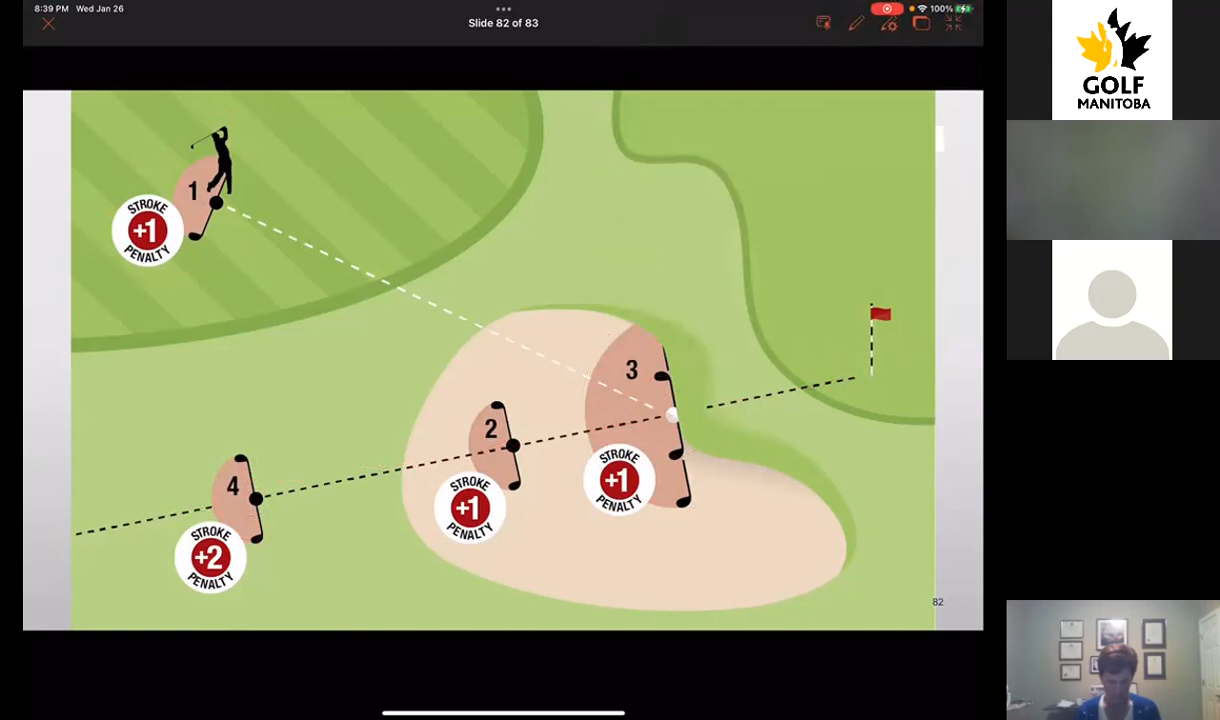 8:39 PM Wed Jan 26
100%
Slide 82 of 83
GOLF
MANITOBA
1
STROKE
+1
PENALTY
3
2
STROKE
+1
PENALTY
STROKE
+1
PENALTY
4
STROKE
+2
PENALTY
82